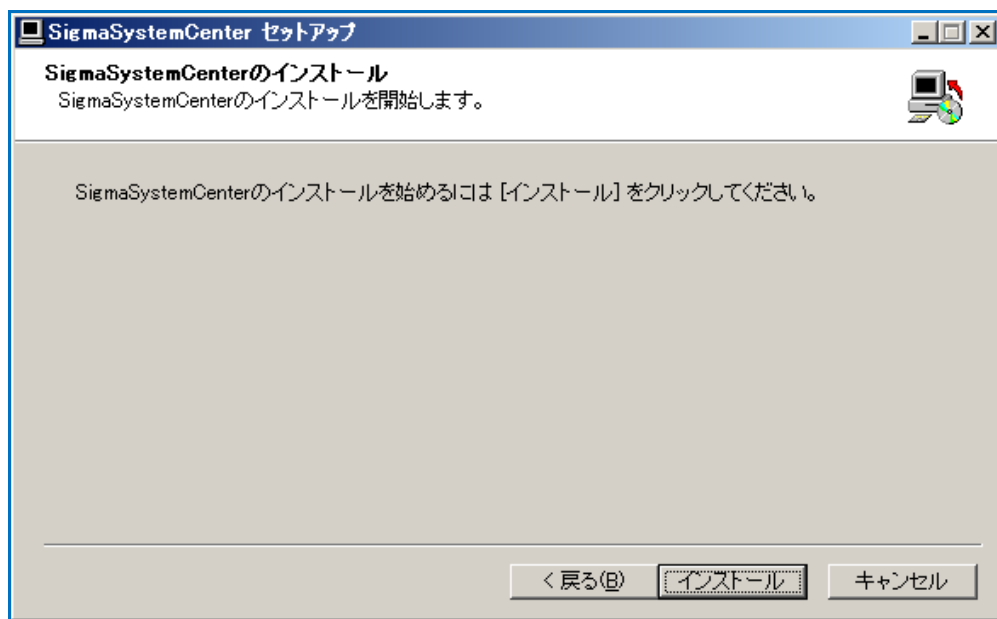 SigmaSystemCenter セットアップ
SigmaSystemCenterのインストール
SigmaSystemCenterのインストールを開始します。
SigmaSystemCenterのインストールを始めるには [インストール] をクリックしてください。
< 戻る(B) インストール キャンセル